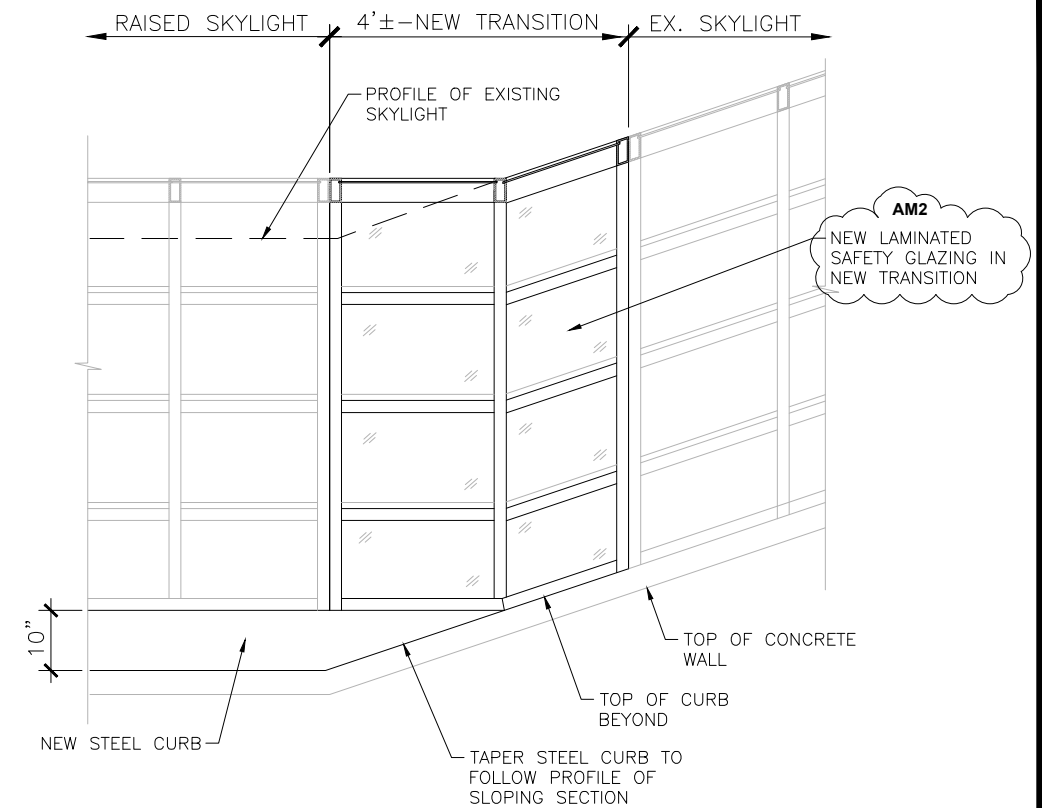 RAISED SKYLIGHT
4'±-NEW TRANSITION
EX. SKYLIGHT
PROFILE OF EXISTING
SKYLIGHT
AM2
NEW LAMINATED
SAFETY GLAZING IN
NEW TRANSITION
10"
TOP OF CONCRETE
WALL
TOP OF CURB
BEYOND
NEW STEEL CURB
TAPER STEEL CURB TO
FOLLOW PROFILE OF
SLOPING SECTION